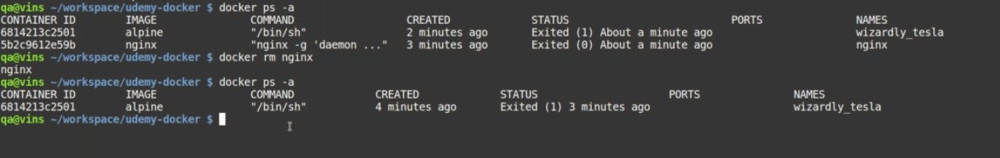 qa@vins ~/workspace/udemy-docker $ docker ps -a
CONTAINER ID IMAGE COMMAND CREATED STATUS PORTS NAMES
6814213c2501 alpine "/bin/sh" 2 minutes ago Exited (1) About a minute ago wizardly_tesla
5b2c9612e59b nginx "nginx -g 'daemon ..." 3 minutes ago Exited (0) About a minute ago nginx
qa@vins ~/workspace/udemy-docker $ docker rm nginx
nginx
qa@vins ~/workspace/udemy-docker $ docker ps -a
CONTAINER ID IMAGE COMMAND CREATED STATUS PORTS NAMES
6814213c2501 alpine "/bin/sh" 4 minutes ago Exited (1) 3 minutes ago wizardly_tesla
qa@vins ~/workspace/udemy-docker $